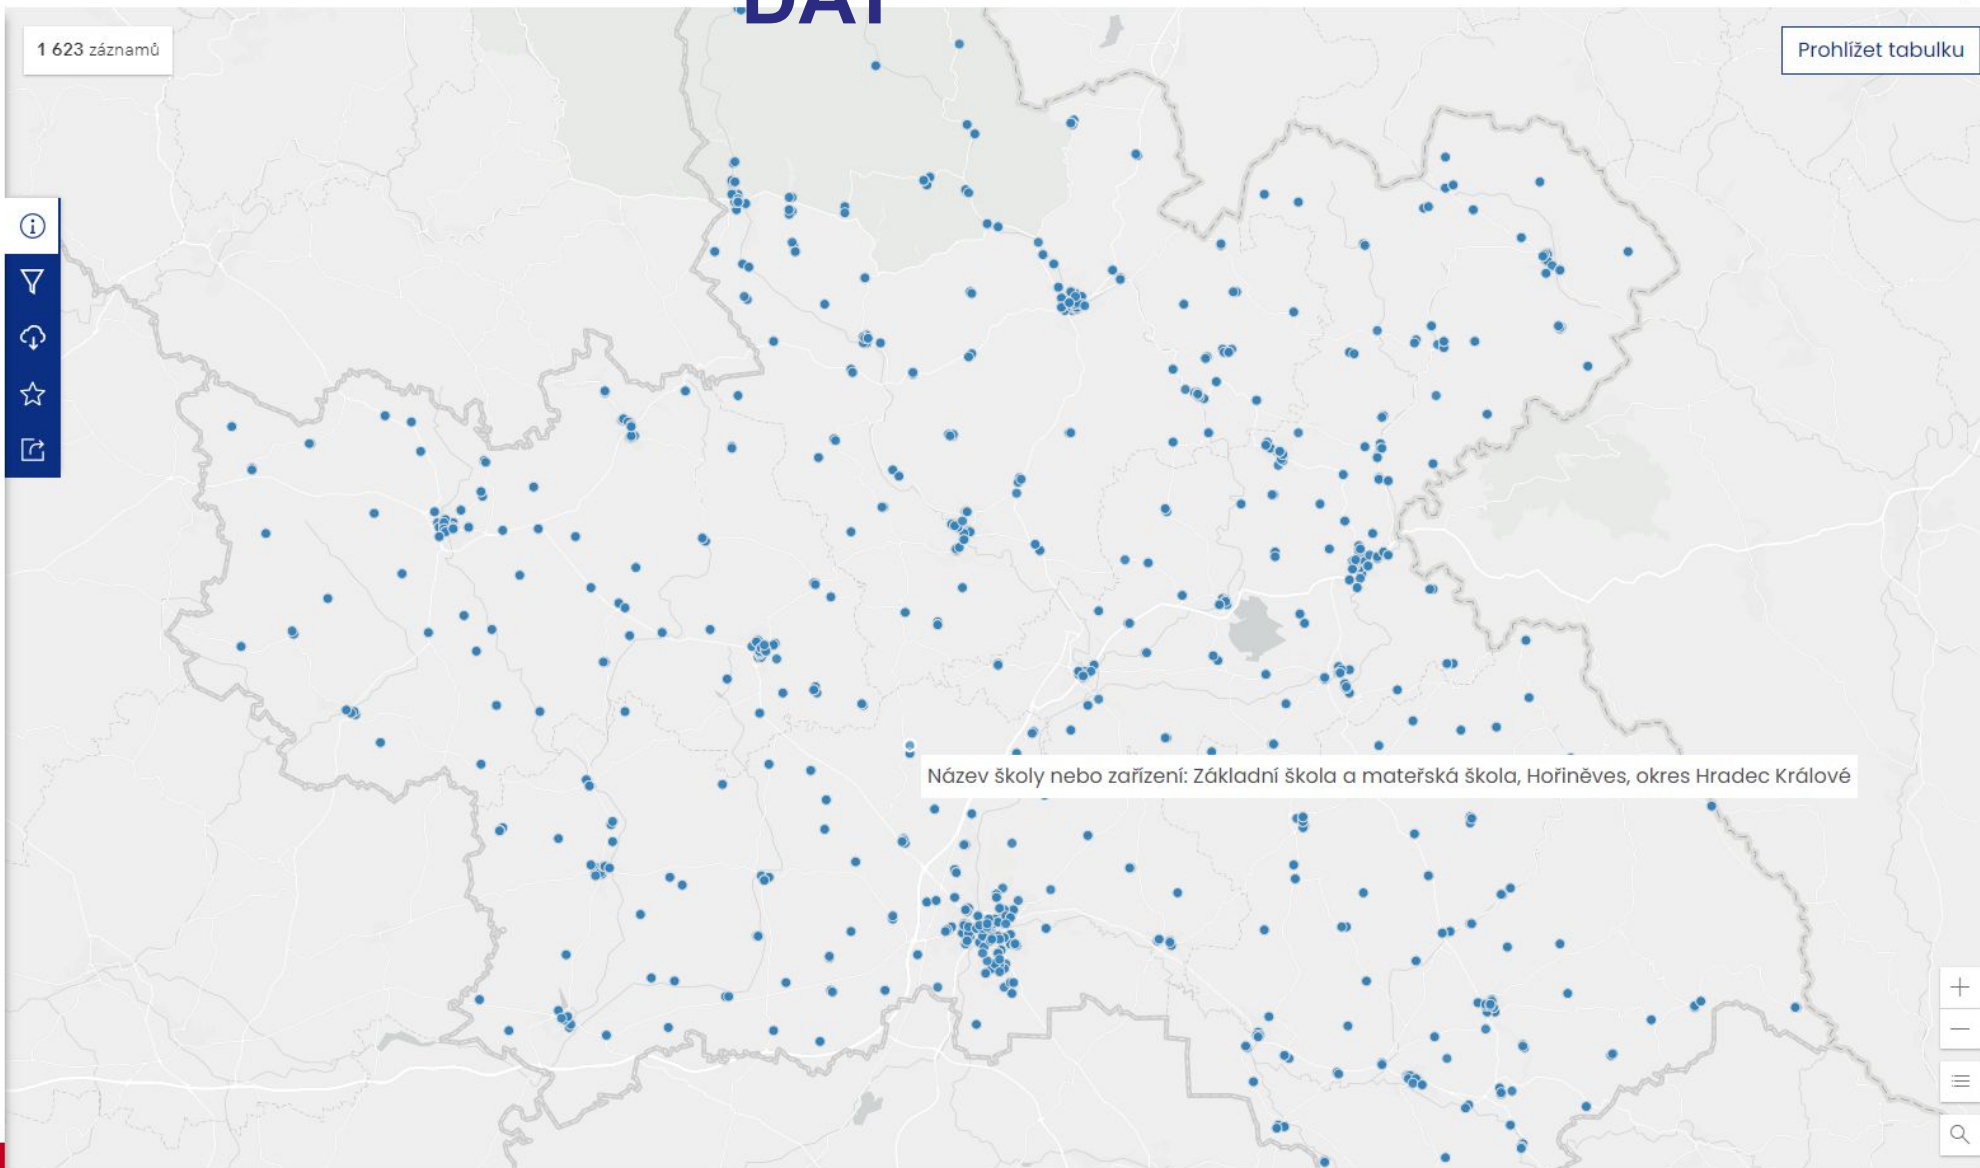 DAT
1 623 záznamů
Prohlížet tabulku
Název školy nebo zařízení: Základní škola a mateřská škola, Hořiněves, okres Hradec Králové